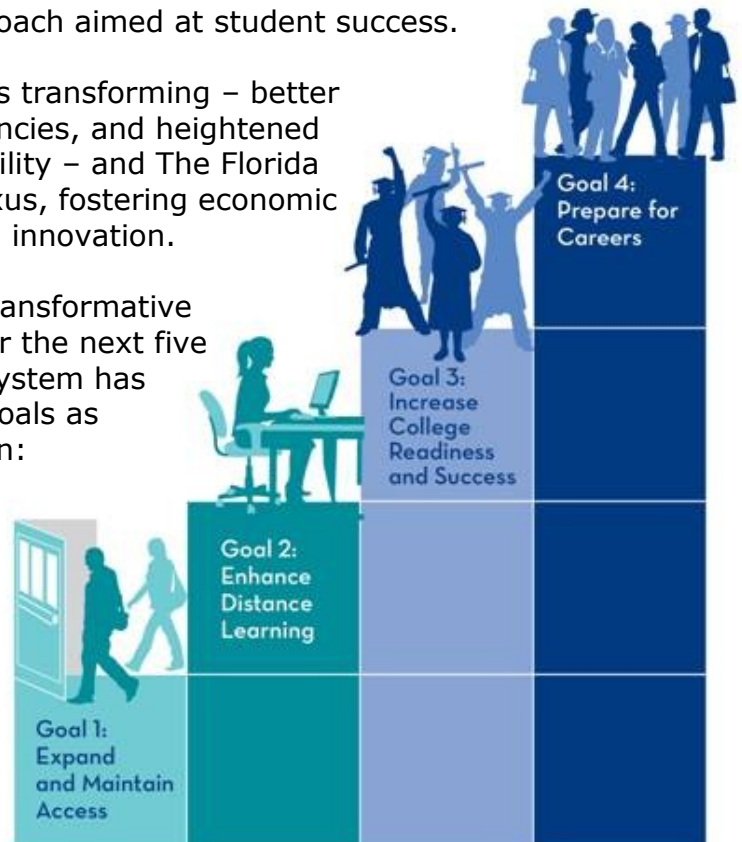 oach aimed at student success.
s transforming – better
ncies, and heightened
ility – and The Florida
xus, fostering economic
innovation.
ansformative
r the next five
ystem has
oals as
n:
Goal 4:
Prepare for
Careers
Goal 3:
Increase
College
Readiness
and Success
Goal 2:
Enhance
Distance
Learning
Goal 1:
Expand
and Maintain
Access